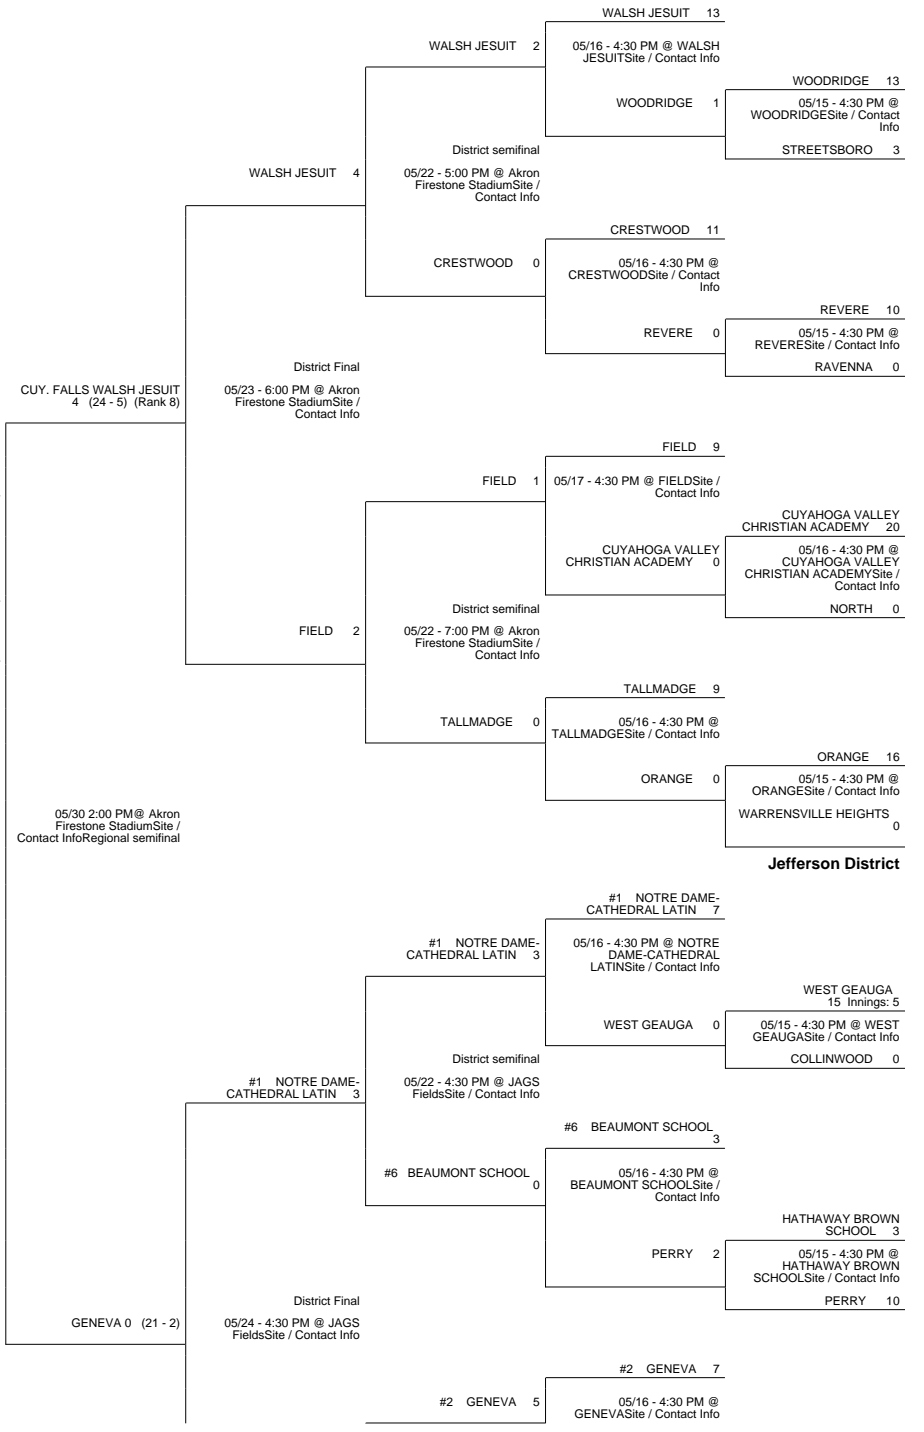 WALSH JESUIT 13
WALSH JESUIT 2
05/16 - 4:30 PM @ WALSH
JESUITSite / Contact Info
WOODRIDGE 13
WOODRIDGE 1
05/15 - 4:30 PM @
WOODRIDGESite / Contact
Info
STREETSBORO 3
District semifinal
WALSH JESUIT 4
05/22 - 5:00 PM @ Akron
Firestone StadiumSite /
Contact Info
CRESTWOOD 11
CRESTWOOD 0
05/16 - 4:30 PM @
CRESTWOODSite / Contact
Info
REVERE 10
REVERE 0
05/15 - 4:30 PM @
REVERESite / Contact Info
RAVENNA 0
District Final
CUY. FALLS WALSH JESUIT
4 (24 - 5) (Rank 8)
05/23 - 6:00 PM @ Akron
Firestone StadiumSite /
Contact Info
FIELD 9
FIELD 1
05/17 - 4:30 PM @ FIELDSite /
Contact Info
CUYAHOGA VALLEY
CHRISTIAN ACADEMY 20
CUYAHOGA VALLEY
CHRISTIAN ACADEMY 0
05/16 - 4:30 PM @
CUYAHOGA VALLEY
CHRISTIAN ACADEMYSite /
Contact Info
NORTH 0
District semifinal
FIELD 2
05/22 - 7:00 PM @ Akron
Firestone StadiumSite /
Contact Info
TALLMADGE 9
TALLMADGE 0
05/16 - 4:30 PM @
TALLMADGESite / Contact Info
ORANGE 16
ORANGE 0
05/15 - 4:30 PM @
ORANGESite / Contact Info
WARRENSVILLE HEIGHTS
0
05/30 2:00 PM@ Akron
Firestone StadiumSite /
Contact InfoRegional semifinal
Jefferson District
#1 NOTRE DAME-
CATHEDRAL LATIN 7
#1 NOTRE DAME-
CATHEDRAL LATIN 3
05/16 - 4:30 PM @ NOTRE
DAME-CATHEDRAL
LATINSite / Contact Info
WEST GEAUGA
15 Innings: 5
WEST GEAUGA 0
05/15 - 4:30 PM @ WEST
GEAUGASite / Contact Info
COLLINWOOD 0
District semifinal
#1 NOTRE DAME-
CATHEDRAL LATIN 3
05/22 - 4:30 PM @ JAGS
FieldsSite / Contact Info
#6 BEAUMONT SCHOOL
3
#6 BEAUMONT SCHOOL
0
05/16 - 4:30 PM @
BEAUMONT SCHOOLSite /
Contact Info
HATHAWAY BROWN
SCHOOL 3
PERRY 2
05/15 - 4:30 PM @
HATHAWAY BROWN
SCHOOLSite / Contact Info
PERRY 10
District Final
GENEVA 0 (21 - 2)
05/24 - 4:30 PM @ JAGS
FieldsSite / Contact Info
#2 GENEVA 7
#2 GENEVA 5
05/16 - 4:30 PM @
GENEVASite / Contact Info